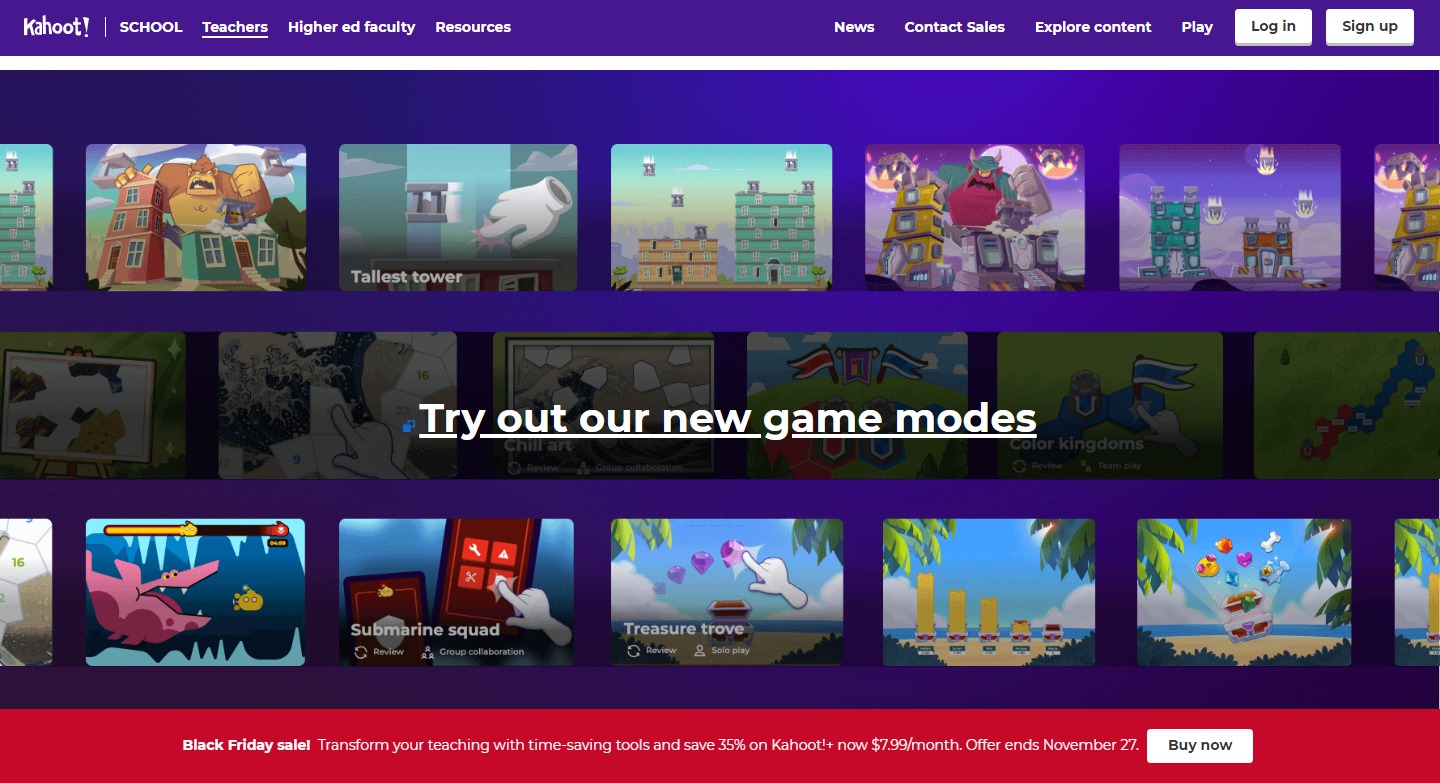 Kahoot! SCHOOL Teachers Higher ed faculty Resources News Contact Sales Explore content Play Log in Sign up
Tallest tower
16
22
9
Try out our new game modes
Chill art
Color kingdoms
Review Group collaboration
Review Team play
16
04:59
Submarine squad
Treasure trove
Review Group collaboration
Review Solo play
Black Friday sale! Transform your teaching with time-saving tools and save 35% on Kahoot!+ now $7.99/month. Offer ends November 27. Buy now